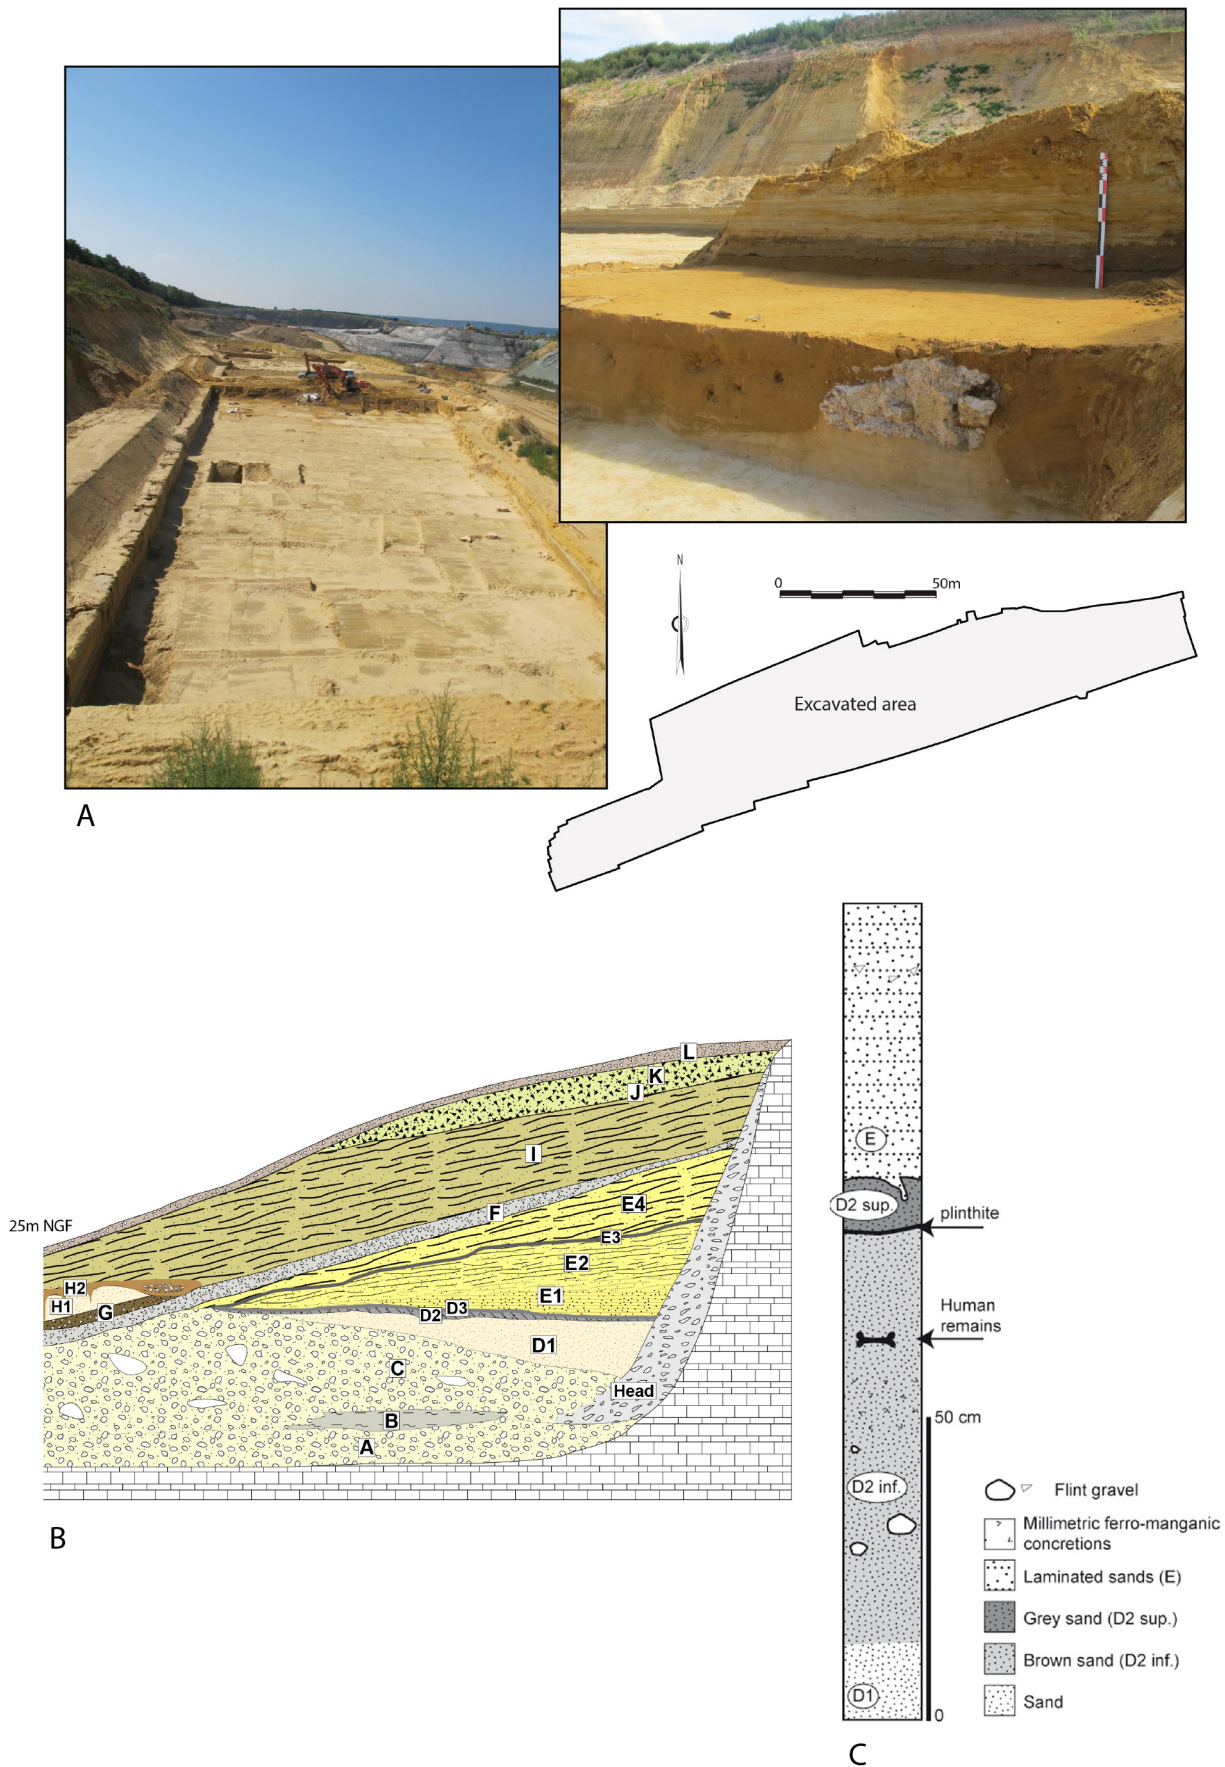 N
0 50m
Excavated area
A
L
K
J
I
25m NGF
E4
F
E3
E2
H2
H1
G
E1
D2 D3
D1
C
Head
B
A
B
E
D2 sup.
plinthite
Human
remains
50 cm
D2 inf.
D1
0
Flint gravel
Millimetric ferro-manganic
concretions
Laminated sands (E)
Grey sand (D2 sup.)
Brown sand (D2 inf.)
Sand
C